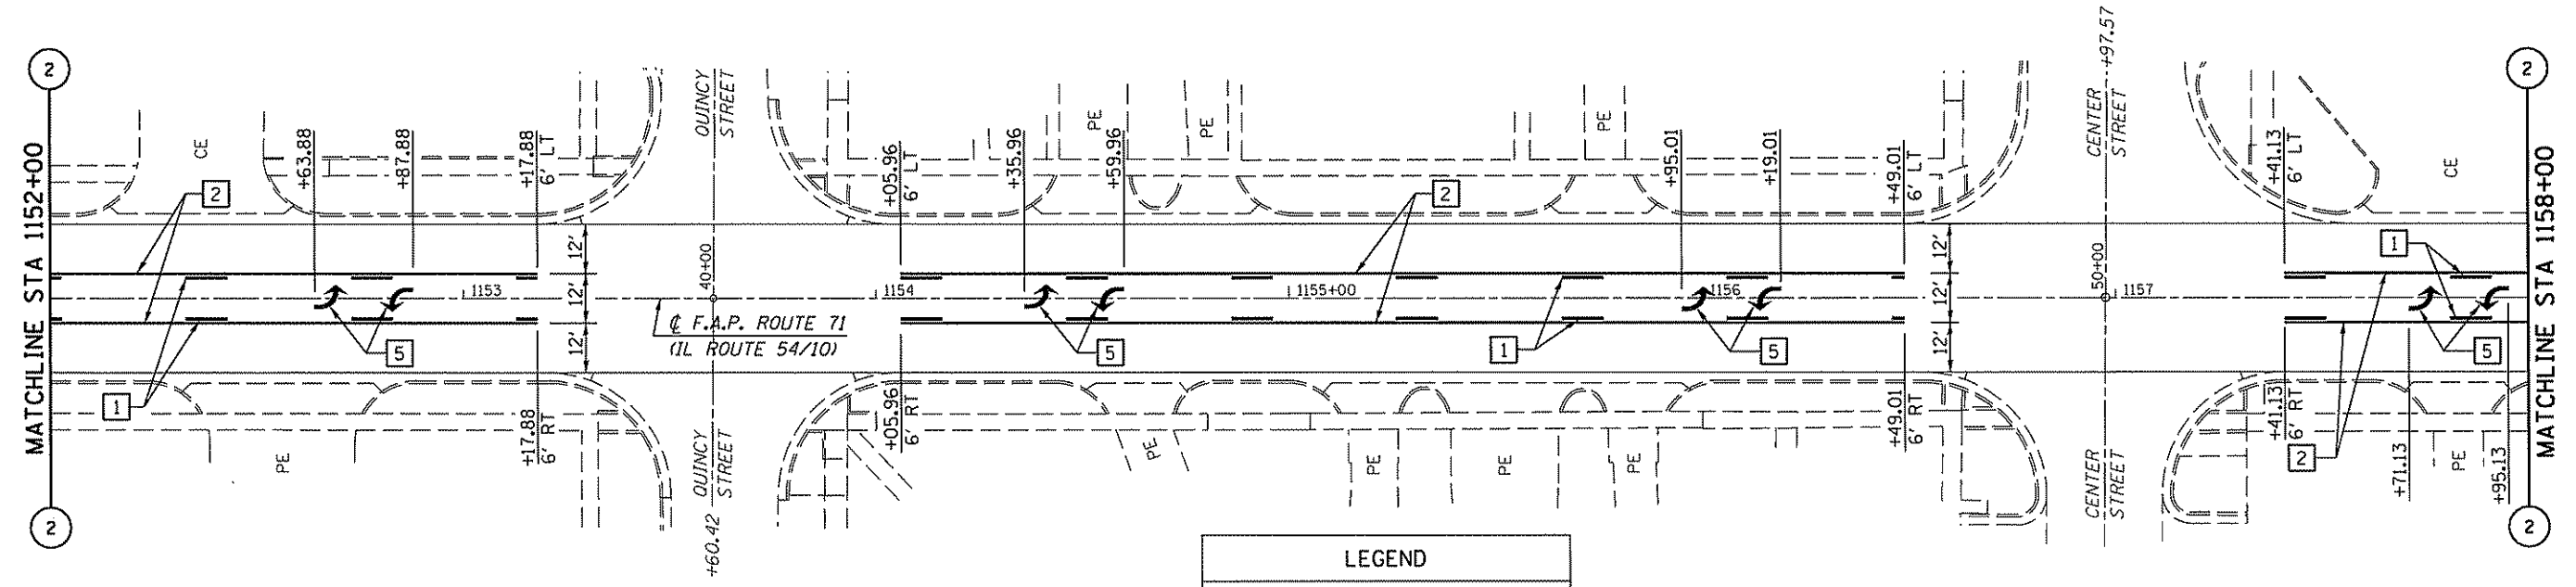 2
MATCHLINE STA 1152+00
2
CE
+63.88
+87.88
+17.88
6' LT
2
QUINCY
STREET
40+00
+05.96
6' LT
+35.96
PE
+59.96
PE
2
PE
+95.01
+19.01
+49.01
6' LT
CENTER
STREET
+97.57
50+00
+41.13
6' LT
CE
1
2
MATCHLINE STA 1158+00
2
12'
12'
12'
1153
1154
1155+00
1156
12'
12'
12'
1157
℄ F.A.P. ROUTE 71
(IL ROUTE 54/10)
5
5
1
5
5
1
PE
+17.88
6' RT
+60.42
QUINCY
STREET
+05.96
6' RT
PE
PE
PE
PE
+49.01
6' RT
CENTER
STREET
+41.13
6' RT
2
+71.13
PE
+95.13
LEGEND